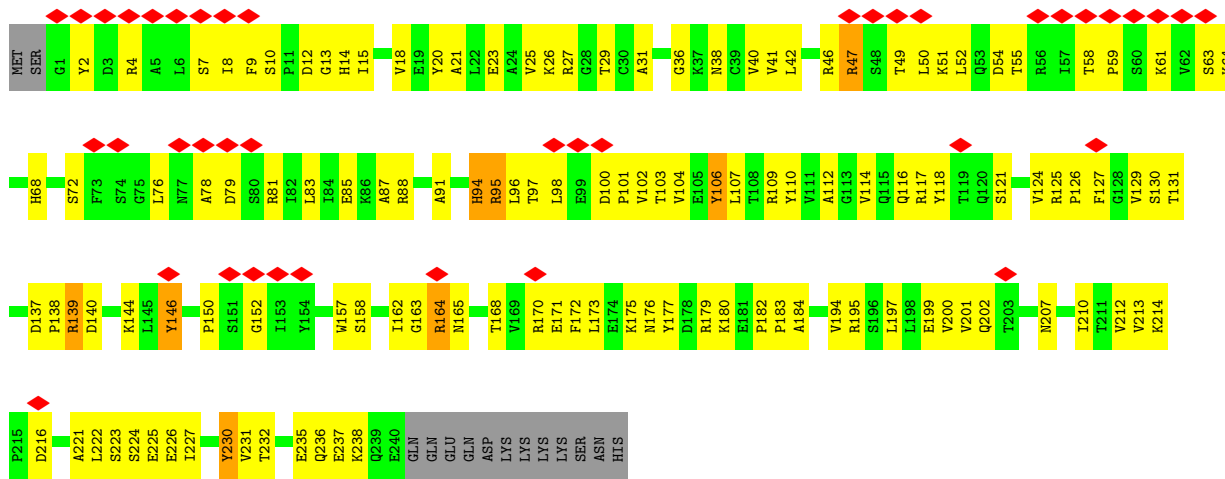 MET SER G1 Y2 D3 R4 A5 L6 S7 I8 F9 S10 P11 D12 G13 H14 I15 V18 E19 Y20 A21 L22 E23 A24 V25 K26 R27 G28 T29 C30 A31 G36 K37 N38 C39 V40 V41 L42 R46 R47 S48 T49 L50 K51 L52 Q53 D54 T55 R56 I57 T58 P59 S60 K61 V62 S63 K64
H68 S72 F73 S74 G75 L76 N77 A78 D79 S80 R81 I82 L83 I84 E85 K86 A87 R88 A91 H94 R95 L96 T97 L98 E99 D100 P101 V102 T103 V104 E105 Y106 L107 T108 R109 Y110 V111 A112 G113 V114 Q115 Q116 R117 Y118 T119 Q120 S121 V124 R125 P126 F127 G128 V129 S130 T131
D137 P138 R139 D140 K144 L145 Y146 P150 S151 G152 I153 Y154 W157 S158 I162 G163 R164 N165 T168 V169 R170 E171 F172 L173 E174 K175 N176 Y177 D178 R179 K180 E181 P182 P183 A184 V194 R195 S196 L197 L198 E199 V200 V201 Q202 T203 N207 I210 T211 V212 V213 K214
P215 D216 A221 L222 S223 S224 E225 E226 I227 Y230 V231 T232 E235 Q236 E237 K238 Q239 E240 GLN GLN GLU GLN ASP LYS LYS LYS LYS SER ASN HIS